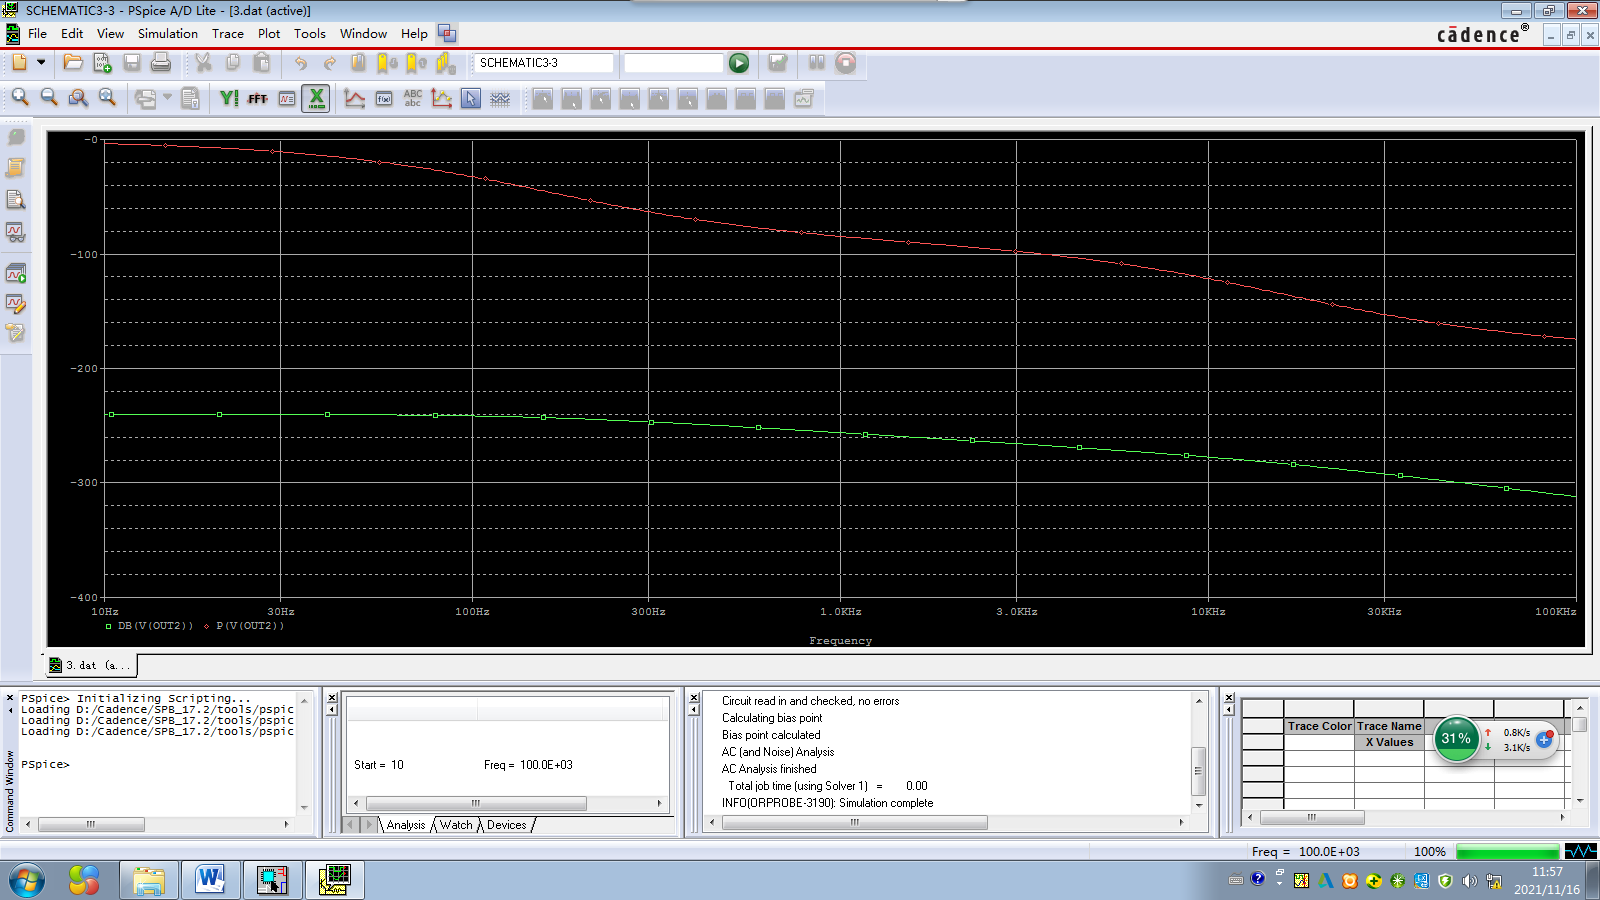 SCHEMATIC3-3 - PSpice A/D Lite - [3.dat (active)]
File Edit View Simulation Trace Plot Tools Window Help
cādence®
SCHEMATIC3-3
FFT
ABC
abc
-0
-100
-200
-300
-400
10Hz 30Hz 100Hz 300Hz 1.0KHz 3.0KHz 10KHz 30KHz 100KHz
DB(V(OUT2)) P(V(OUT2))
Frequency
3.dat (a...
Command Window
PSpice> Initializing Scripting...
Loading D:/Cadence/SPB_17.2/tools/pspic
Loading D:/Cadence/SPB_17.2/tools/pspic
Loading D:/Cadence/SPB_17.2/tools/pspic
PSpice>
Start = 10 Freq = 100.0E+03
Analysis Watch Devices
Circuit read in and checked, no errors
Calculating bias point
Bias point calculated
AC (and Noise) Analysis
AC Analysis finished
Total job time (using Solver 1) = 0.00
INFO(ORPROBE-3190): Simulation complete
Trace Color Trace Name
X Values
31%
0.8K/s
3.1K/s
Freq = 100.0E+03 100%
11:57
2021/11/16